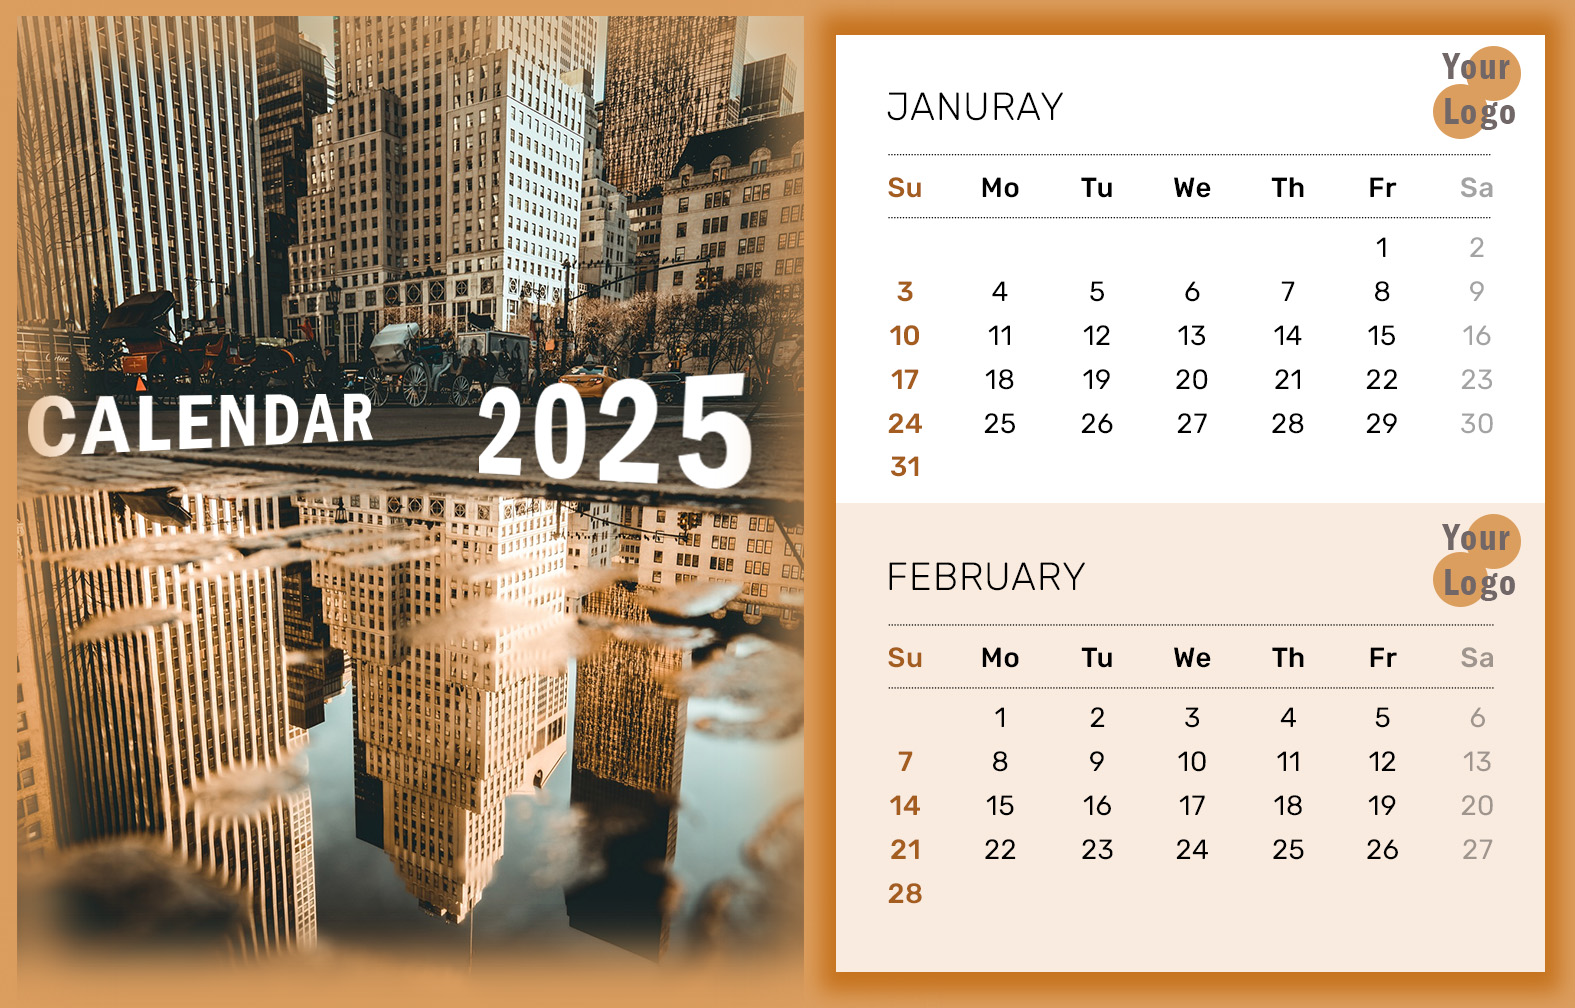 CALENDAR 2025
JANURAY
Your
Logo
Su Mo Tu We Th Fr Sa
1 2
3 4 5 6 7 8 9
10 11 12 13 14 15 16
17 18 19 20 21 22 23
24 25 26 27 28 29 30
31
FEBRUARY
Your
Logo
Su Mo Tu We Th Fr Sa
1 2 3 4 5 6
7 8 9 10 11 12 13
14 15 16 17 18 19 20
21 22 23 24 25 26 27
28
Cartier